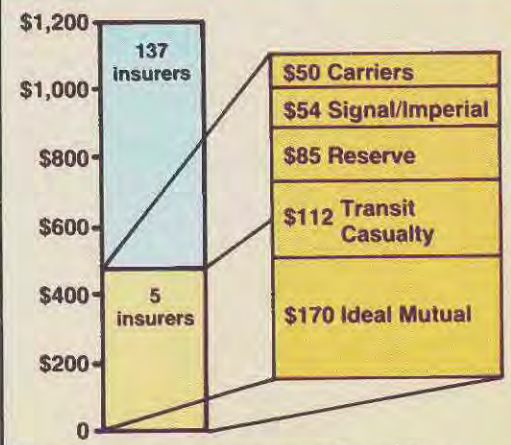 $1,200
$1,000
$800
$600
$400
$200
0
137
insurers
5
insurers
$50 Carriers
$54 Signal/Imperial
$85 Reserve
$112 Transit
Casualty
$170 Ideal Mutual